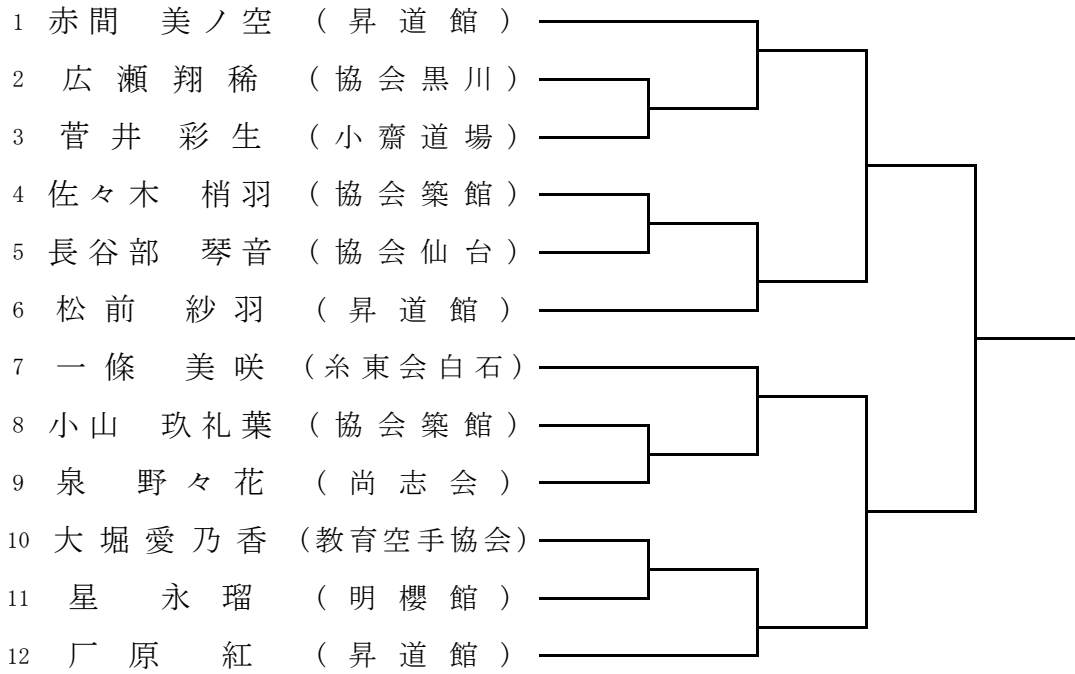 1 赤間 美ノ空 (昇道館)
2 広瀬翔稀 (協会黒川)
3 菅井 彩生 (小齋道場)
4 佐々木 梢羽 (協会築館)
5 長谷部 琴音 (協会仙台)
6 松前 紗羽 (昇道館)
7 一條 美咲 (糸東会白石)
8 小山 玖礼葉 (協会築館)
9 泉 野々花 (尚志会)
10 大堀愛乃香 (教育空手協会)
11 星 永瑠 (明櫻館)
12 厂原 紅 (昇道館)